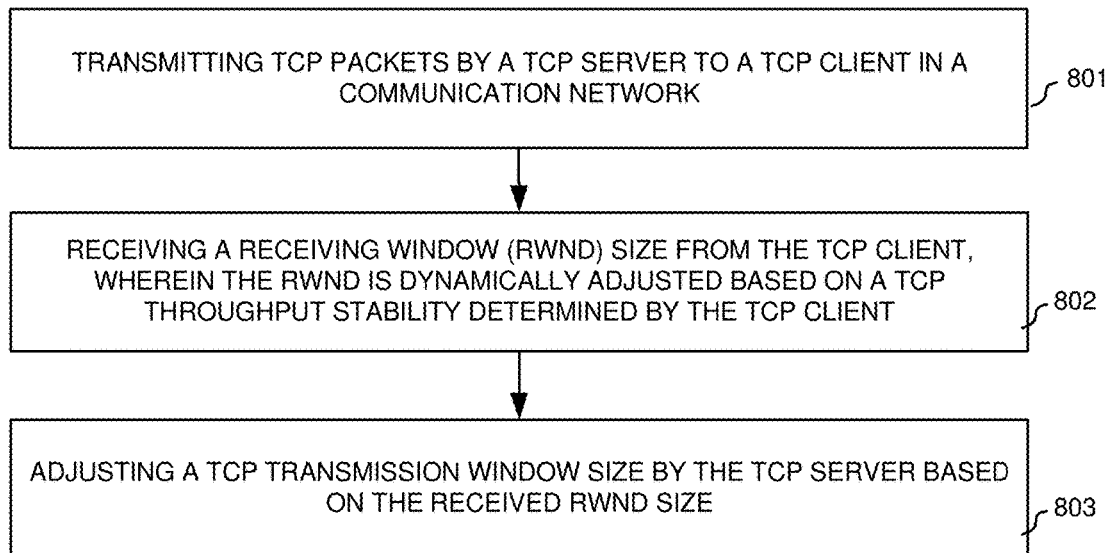 TRANSMITTING TCP PACKETS BY A TCP SERVER TO A TCP CLIENT IN A
COMMUNICATION NETWORK
801
RECEIVING A RECEIVING WINDOW (RWND) SIZE FROM THE TCP CLIENT,
WHEREIN THE RWND IS DYNAMICALLY ADJUSTED BASED ON A TCP
THROUGHPUT STABILITY DETERMINED BY THE TCP CLIENT
802
ADJUSTING A TCP TRANSMISSION WINDOW SIZE BY THE TCP SERVER BASED
ON THE RECEIVED RWND SIZE
803